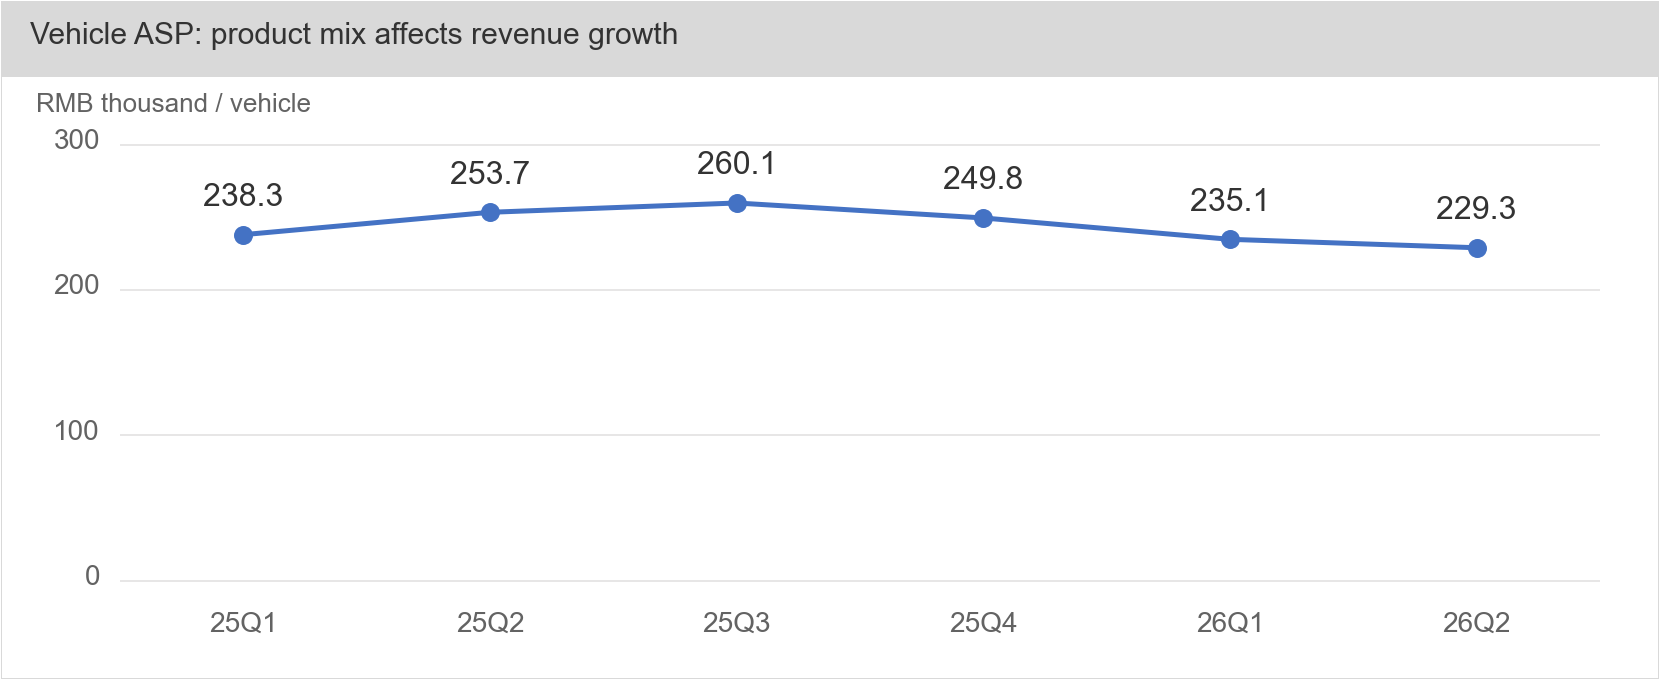 Vehicle ASP: product mix affects revenue growth
RMB thousand / vehicle
300
200
100
0
238.3
253.7
260.1
249.8
235.1
229.3
25Q1
25Q2
25Q3
25Q4
26Q1
26Q2